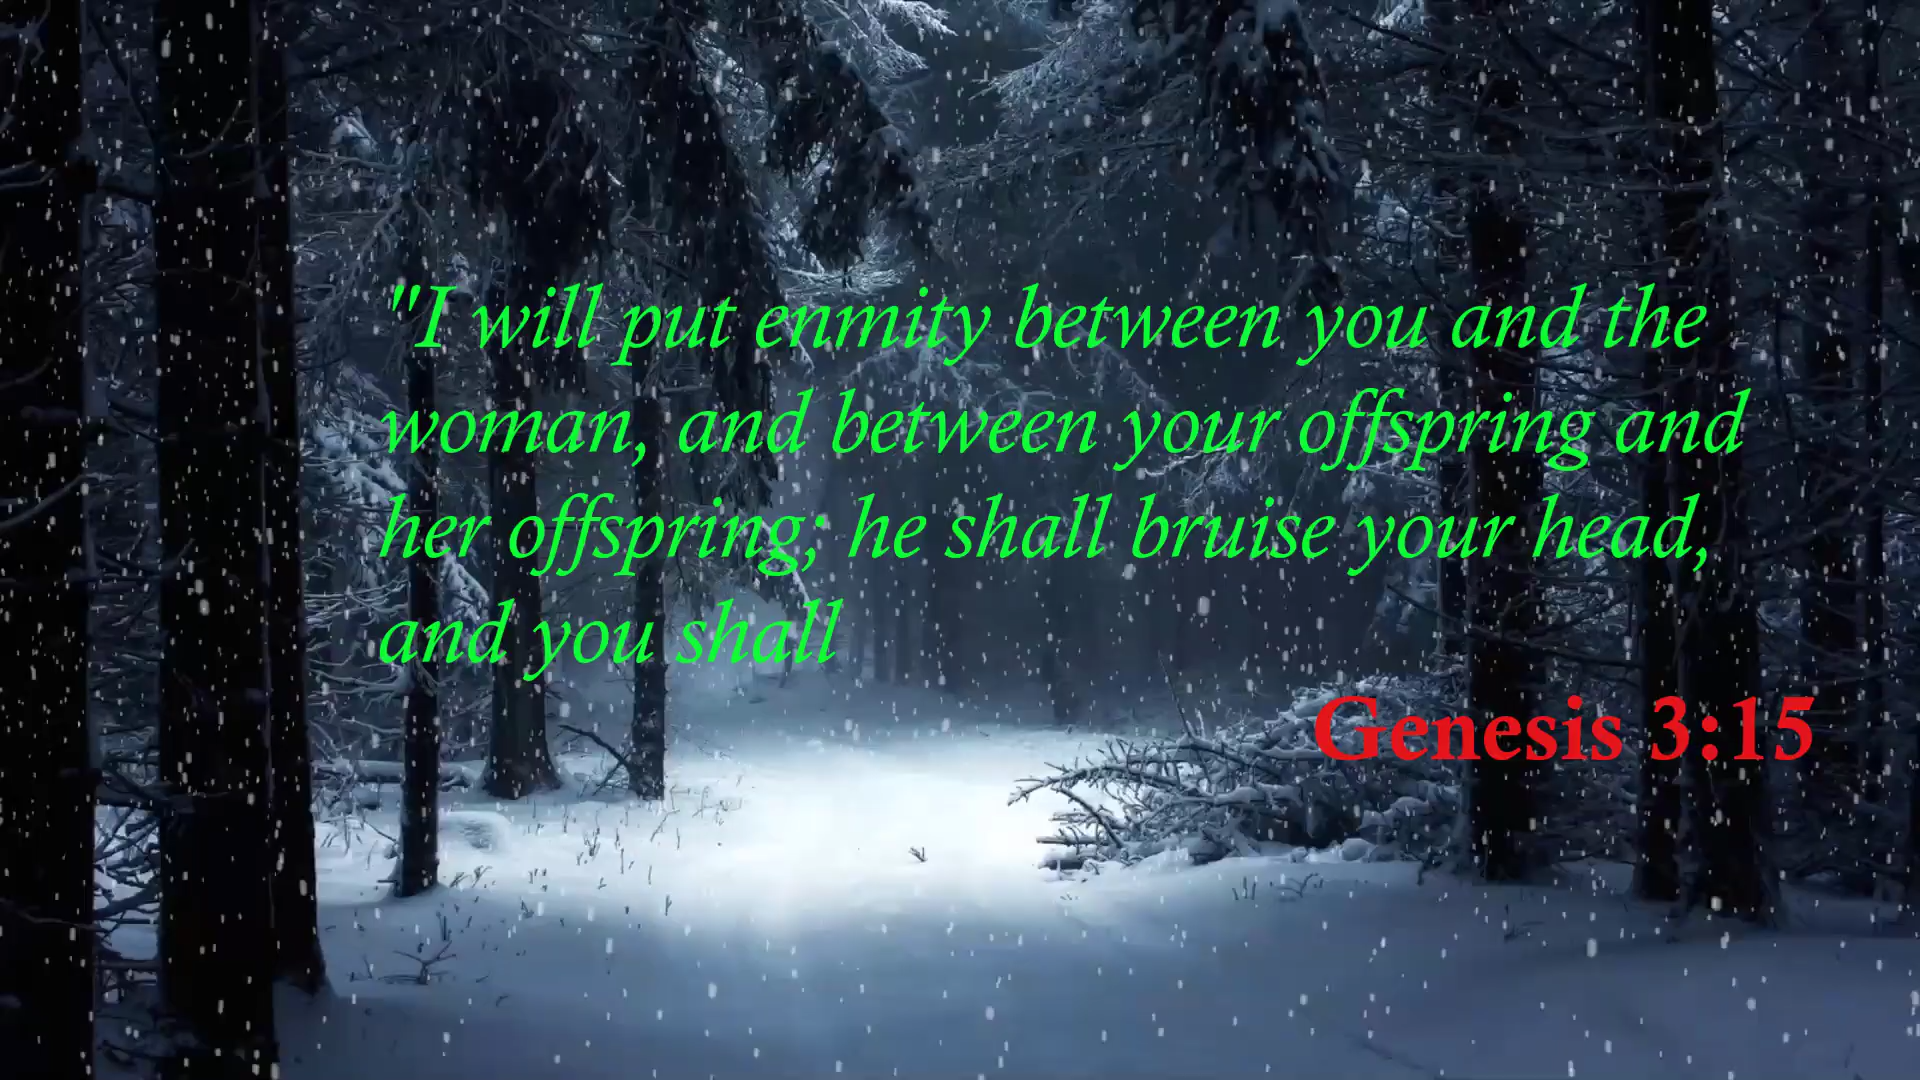 "I will put enmity between you and the
woman, and between your offspring and
her offspring; he shall bruise your head,
and you shall
Genesis 3:15